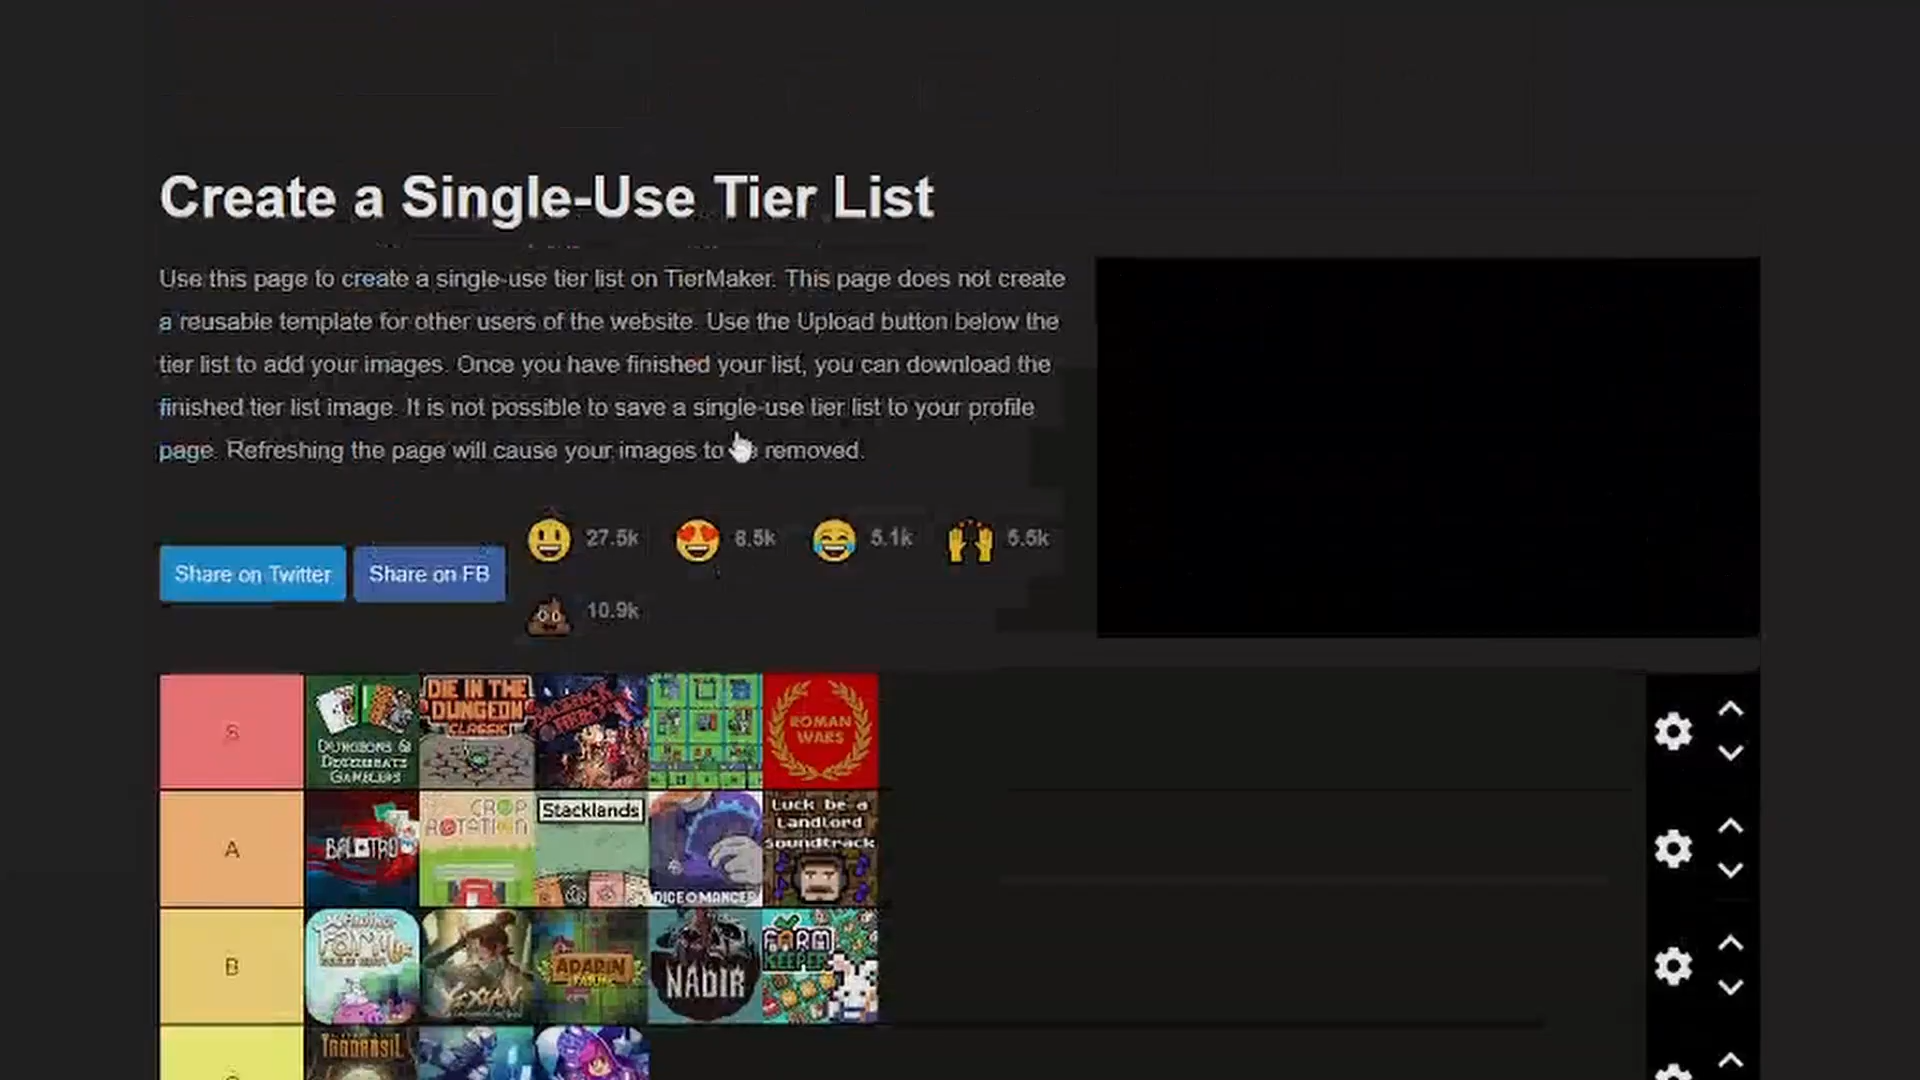 Create a Single-Use Tier List
Use this page to create a single-use tier list on TierMaker. This page does not create
a reusable template for other users of the website. Use the Upload button below the
tier list to add your images. Once you have finished your list, you can download the
finished tier list image. It is not possible to save a single-use tier list to your profile
page. Refreshing the page will cause your images to removed.
Share on Twitter
Share on FB
27.5k
8.5k
5.1k
5.5k
10.9k
S
DUNGEONS &
DEGENERATE
GAMBLERS
DIE IN THE
DUNGEON
CLASSIC
ROMAN
WARS
A
BALATRO
CROP
ROTATION
Stacklands
DICEOMANCER
Luck be a
Landlord
Soundtrack
B
YI XIAN
NADIR
FARM
KEEPER